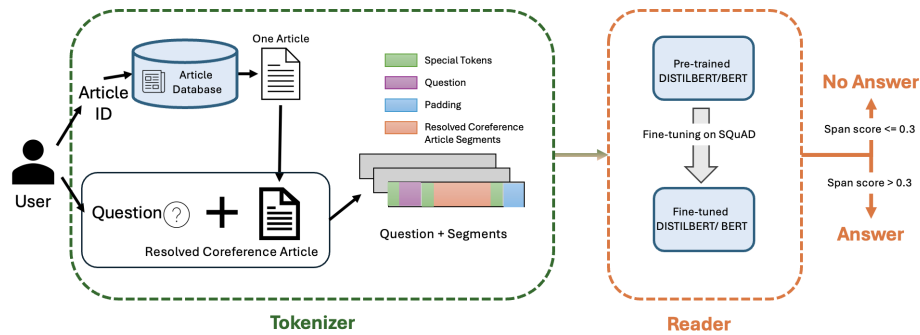 One Article
Article
Database
Article
ID
User
Question ?
Resolved Coreference Article
Special Tokens
Question
Padding
Resolved Coreference
Article Segments
Question + Segments
Tokenizer
Pre-trained
DISTILBERT/BERT
Fine-tuning on SQuAD
Fine-tuned
DISTILBERT/ BERT
Reader
No Answer
Span score <= 0.3
Span score > 0.3
Answer